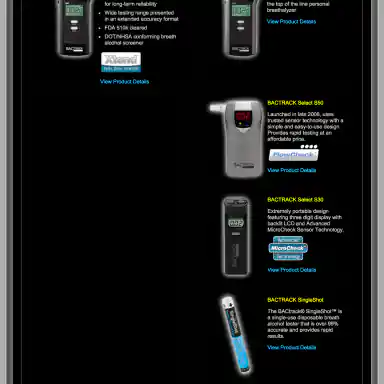 for long-term reliability
• Wide testing range presented
in an extended accuracy format
• FDA 510k cleared
• DOT/NHSA conforming breath
alcohol screener
Xtend
View Product Details
the top of the line personal
breathalyzer
View Product Details
BACTRACK Select S50
Launched in late 2008, uses
trusted sensor technology with a
simple and easy-to-use design
Provides rapid testing at an
affordable price.
FlowCheck
View Product Details
BACTRACK Select S30
Extremely portable design
featuring three digit display with
backlit LCD and Advanced
MicroCheck Sensor Technology.
Advanced
MicroCheck
Technology
View Product Details
BACTRACK SingleShot
The BACtrack® SingleShot™ is
a single-use disposable breath
alcohol tester that is over 99%
accurate and provides rapid
results.
View Product Details